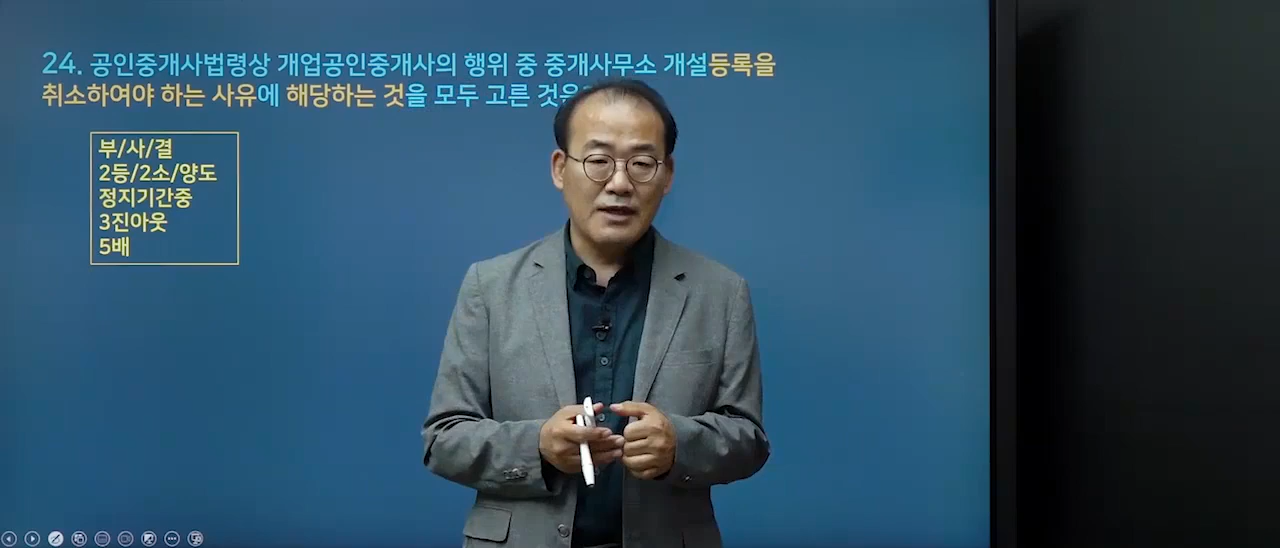 24. 공인중개사법령상 개업공인중개사의 행위 중 중개사무소 개설등록을
취소하여야 하는 사유에 해당하는 것을 모두 고른 것은?
부/사/결
2등/2소/양도
정지기간중
3진아웃
5배